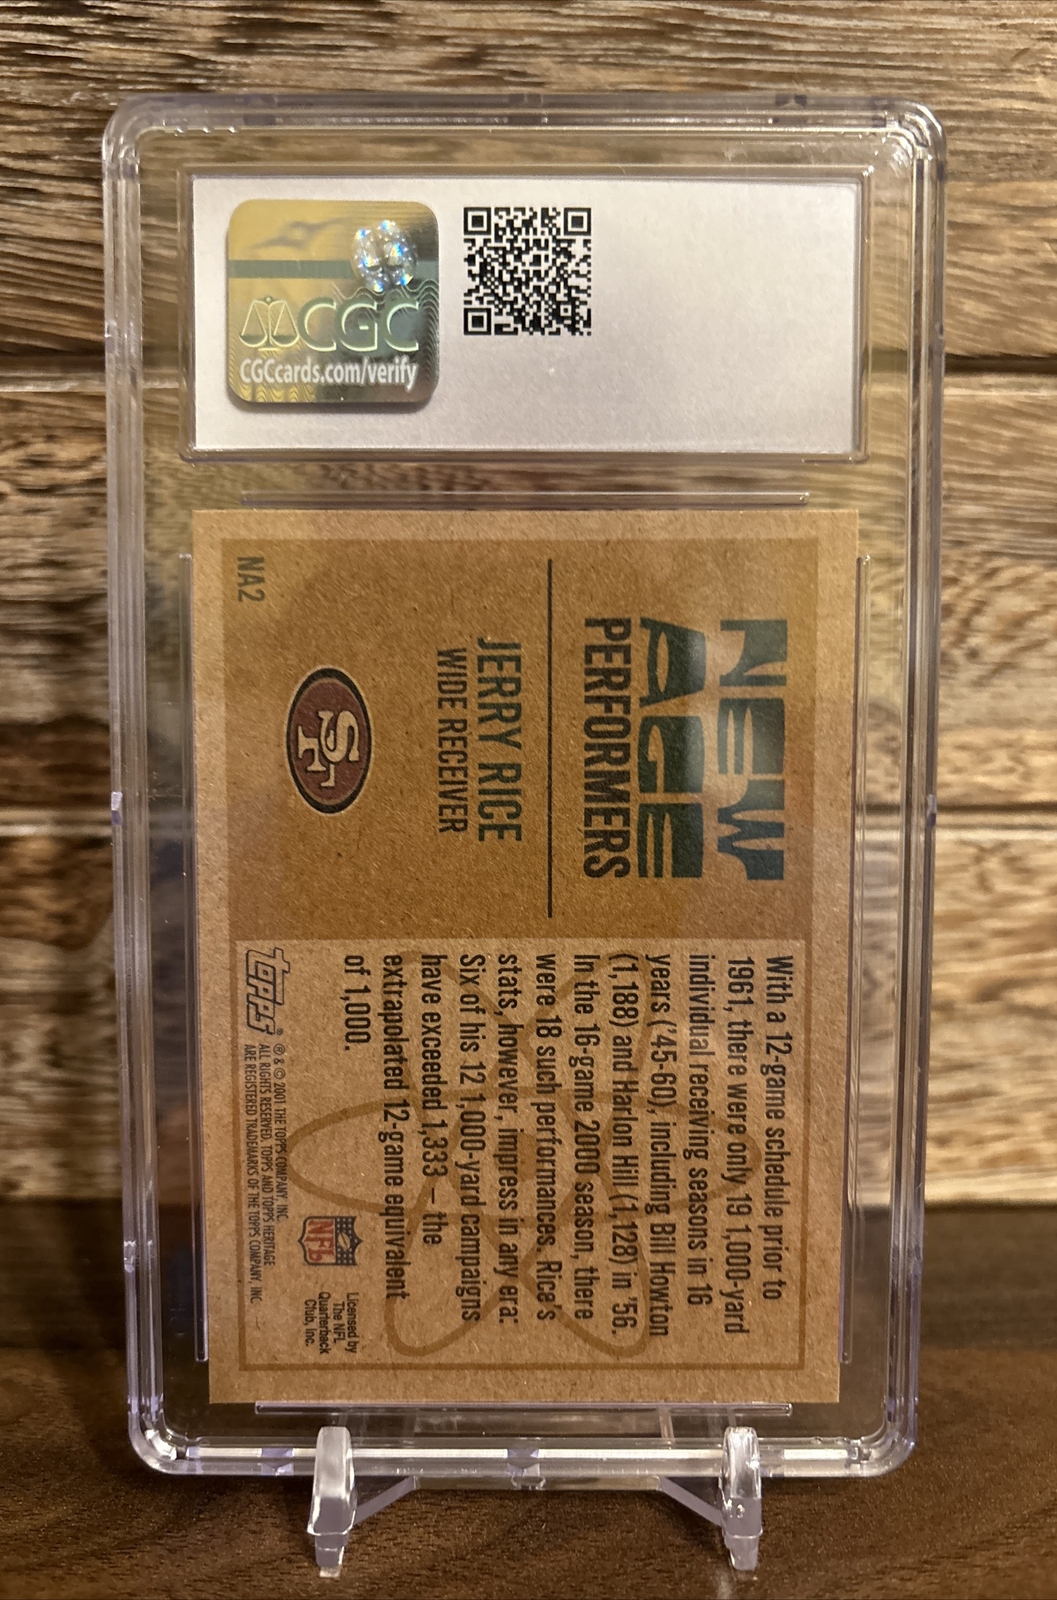 CGC
CGCcards.com/verify
NA2
NEW
AGE
PERFORMERS
JERRY RICE
WIDE RECEIVER
SF
With a 12-game schedule prior to
1961, there were only 19 1,000-yard
individual receiving seasons in 16
years ('45-60), including Bill Howton
(1,188) and Harlon Hill (1,128) in '56.
In the 16-game 2000 season, there
were 18 such performances. Rice's
stats, however, impress in any era:
Six of his 12 1,000-yard campaigns
have exceeded 1,333 – the
extrapolated 12-game equivalent
of 1,000.
topps®
® & © 2001 THE TOPPS COMPANY, INC.
ALL RIGHTS RESERVED. TOPPS AND TOPPS HERITAGE
ARE REGISTERED TRADEMARKS OF THE TOPPS COMPANY, INC.
NFL
Licensed by
The NFL
Quarterback
Club, Inc.